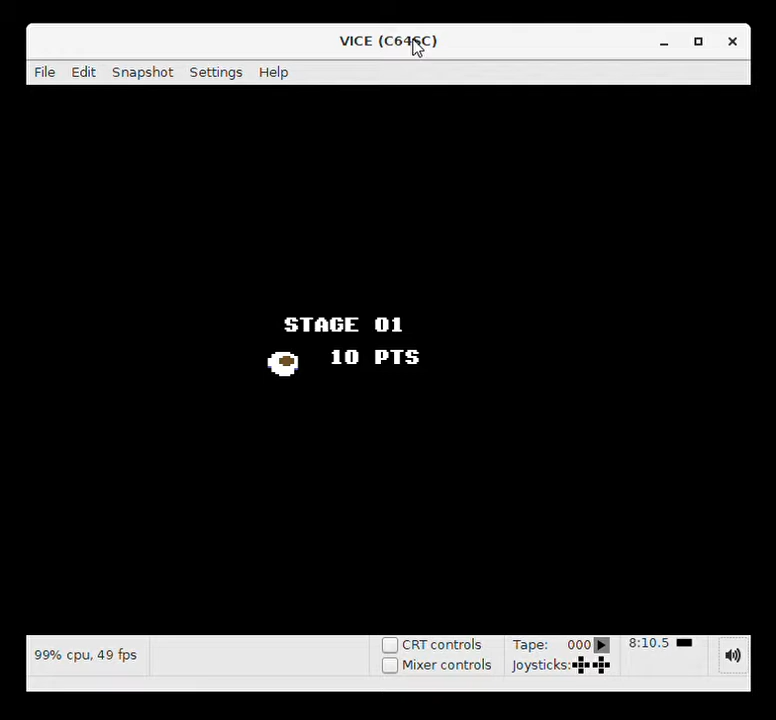 VICE (C64SC)
File Edit Snapshot Settings Help
STAGE 01
10 PTS
99% cpu, 49 fps
CRT controls
Mixer controls
Tape: 000
Joysticks:
8:10.5